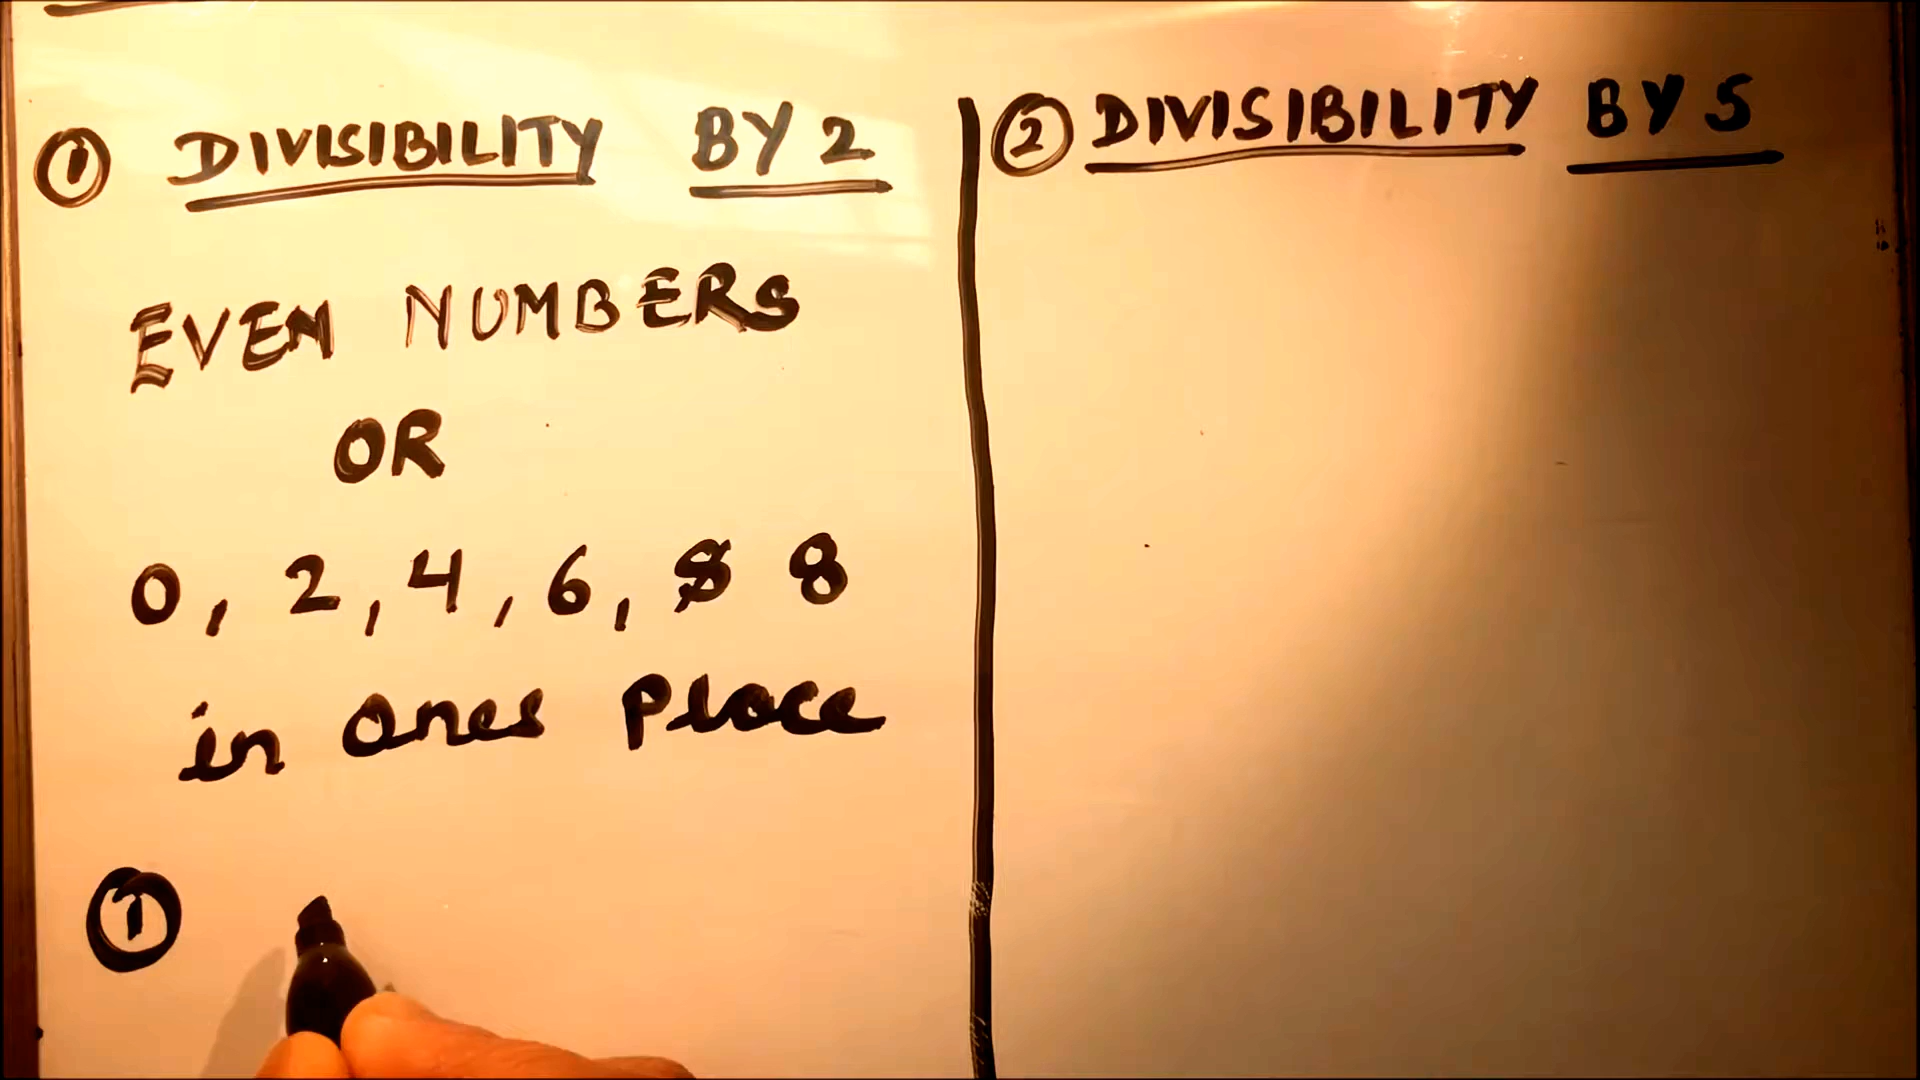 ① DIVISIBILITY BY 2
EVEN NUMBERS
OR
0, 2, 4, 6, 8 8
in ones place
①
② DIVISIBILITY BY 5